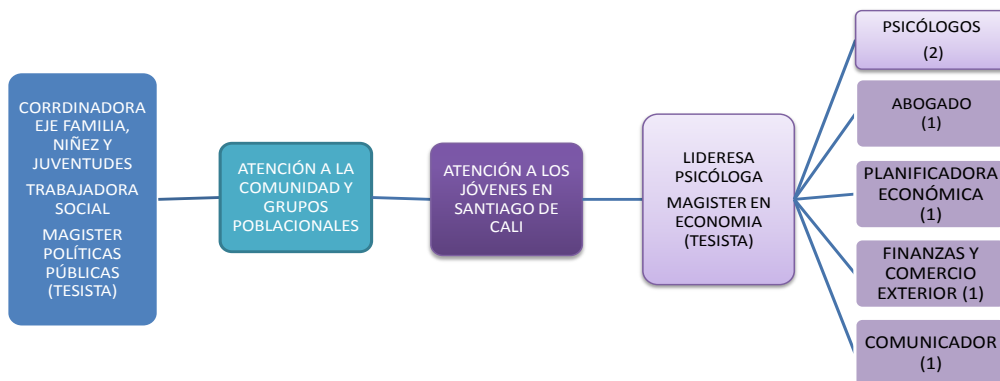 CORRDINADORA
EJE FAMILIA,
NIÑEZ Y
JUVENTUDES
TRABAJADORA
SOCIAL
MAGISTER
POLÍTICAS
PÚBLICAS
(TESISTA)
ATENCIÓN A LA
COMUNIDAD Y
GRUPOS
POBLACIONALES
ATENCIÓN A LOS
JÓVENES EN
SANTIAGO DE
CALI
LIDERESA
PSICÓLOGA
MAGISTER EN
ECONOMIA
(TESISTA)
PSICÓLOGOS
(2)
ABOGADO
(1)
PLANIFICADORA
ECONÓMICA
(1)
FINANZAS Y
COMERCIO
EXTERIOR (1)
COMUNICADOR
(1)